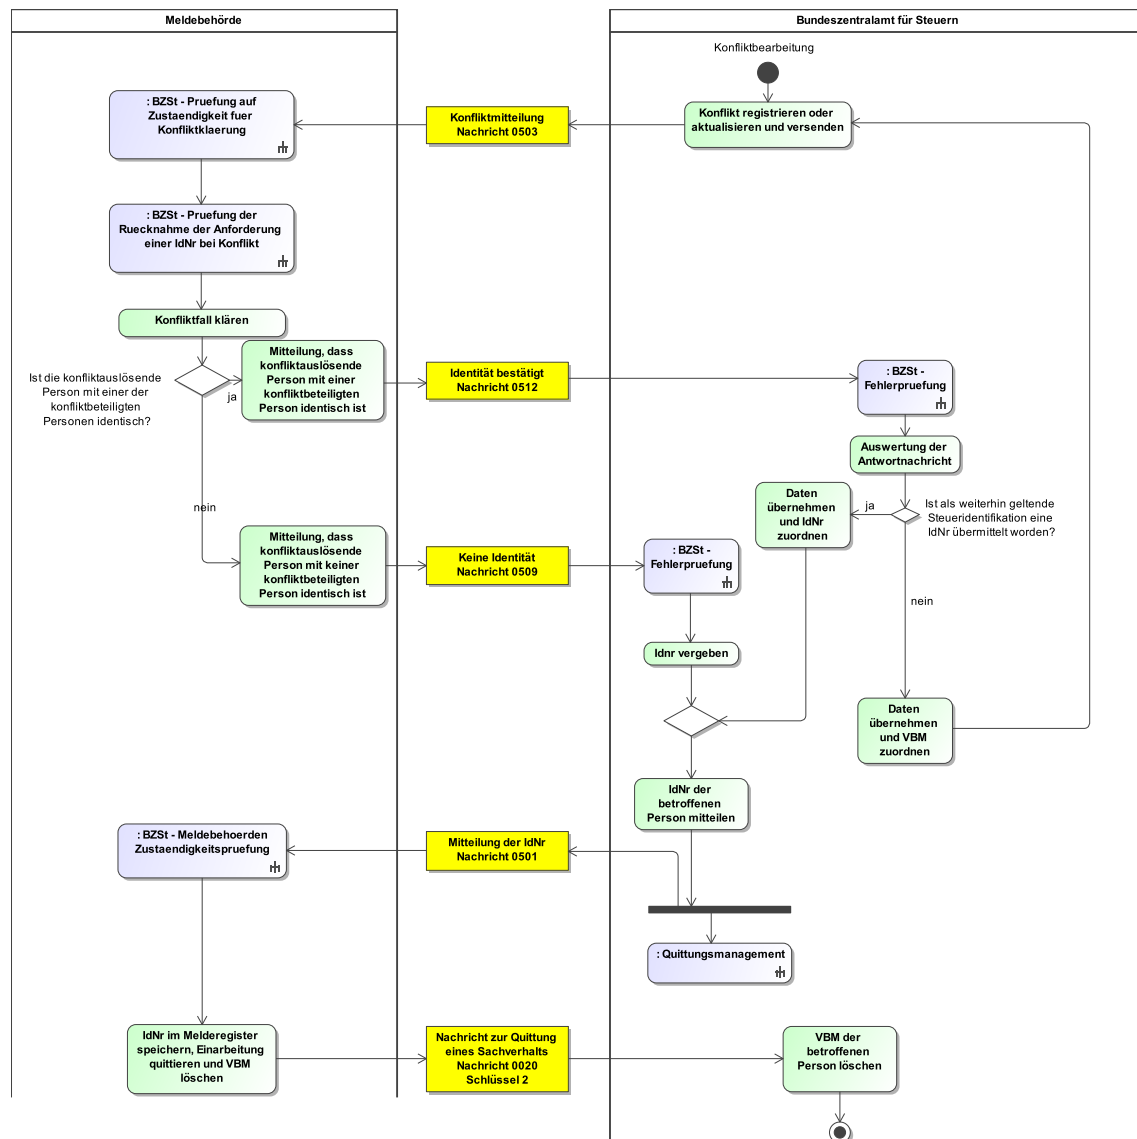 Meldebehörde
Bundeszentralamt für Steuern
Konfliktbearbeitung
: BZSt - Pruefung auf
Zustaendigkeit fuer
Konfliktklaerung
Konfliktmitteilung
Nachricht 0503
Konflikt registrieren oder
aktualisieren und versenden
: BZSt - Pruefung der
Ruecknahme der Anforderung
einer IdNr bei Konflikt
Konfliktfall klären
Ist die konfliktauslösende
Person mit einer der
konfliktbeteiligten
Personen identisch?
ja
Mitteilung, dass
konfliktauslösende
Person mit einer
konfliktbeteiligten
Person identisch ist
Identität bestätigt
Nachricht 0512
: BZSt -
Fehlerpruefung
Auswertung der
Antwortnachricht
Ist als weiterhin geltende
Steueridentifikation eine
IdNr übermittelt worden?
ja
Daten
übernehmen
und IdNr
zuordnen
nein
Mitteilung, dass
konfliktauslösende
Person mit keiner
konfliktbeteiligten
Person identisch ist
Keine Identität
Nachricht 0509
: BZSt -
Fehlerpruefung
nein
Idnr vergeben
Daten
übernehmen
und VBM
zuordnen
IdNr der
betroffenen
Person mitteilen
: BZSt - Meldebehoerden
Zustaendigkeitspruefung
Mitteilung der IdNr
Nachricht 0501
: Quittungsmanagement
IdNr im Melderegister
speichern, Einarbeitung
quittieren und VBM
löschen
Nachricht zur Quittung
eines Sachverhalts
Nachricht 0020
Schlüssel 2
VBM der
betroffenen
Person löschen